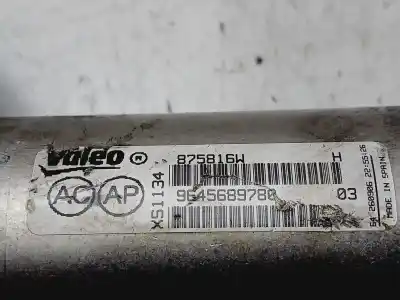 Valeo ®
875816W H
AC AP
XS1134
9645689780 03
MADE IN SPAIN